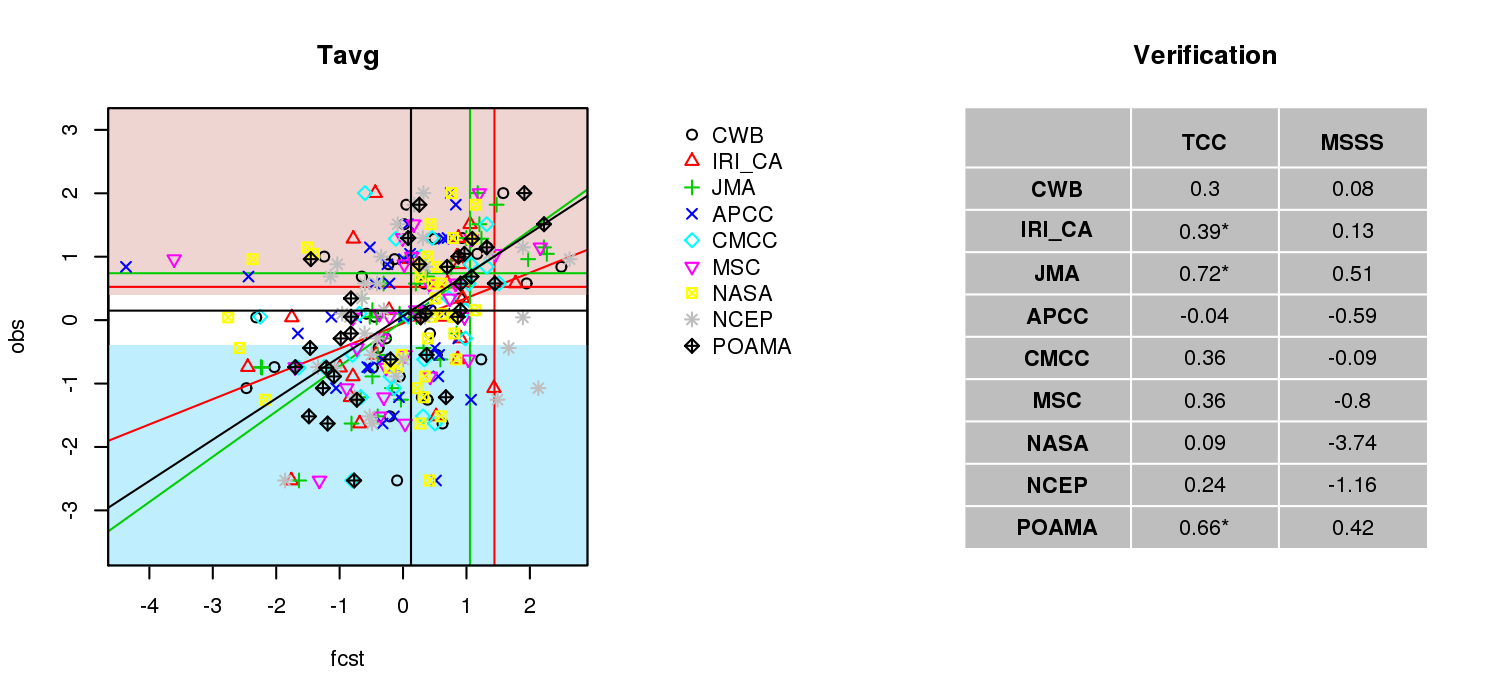 Tavg
3
2
1
0
-1
-2
-3
obs
-4 -3 -2 -1 0 1 2
fcst
CWB
IRI_CA
JMA
APCC
CMCC
MSC
NASA
NCEP
POAMA
Verification
TCC MSSS
CWB 0.3 0.08
IRI_CA 0.39* 0.13
JMA 0.72* 0.51
APCC -0.04 -0.59
CMCC 0.36 -0.09
MSC 0.36 -0.8
NASA 0.09 -3.74
NCEP 0.24 -1.16
POAMA 0.66* 0.42